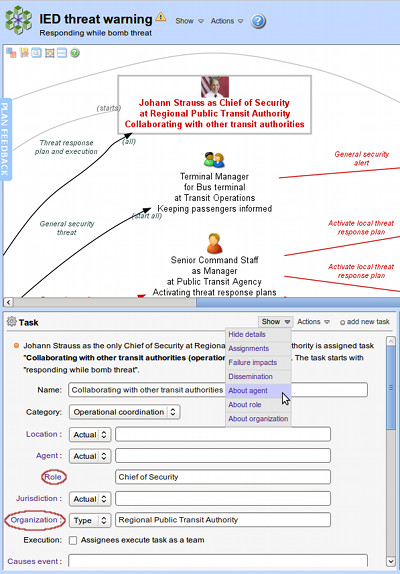 IED threat warning
Show
Actions
Responding while bomb threat
PLAN FEEDBACK
(starts)
Johann Strauss as Chief of Security
at Regional Public Transit Authority
Collaborating with other transit authorities
Threat response
plan and execution
(all)
Terminal Manager
for Bus terminal
at Transit Operations
Keeping passengers informed
General security
alert
General security
threat
(start all)
Activate local threat
response plan
Senior Command Staff
as Manager
at Public Transit Agency
Activating threat response plans
Activate local threat
response plan
Task
Show
Actions
add new task
Hide details
Assignments
Failure impacts
Dissemination
About agent
About role
About organization
Johann Strauss as the only Chief of Security at Regional
uthority is assigned task
"Collaborating with other transit authorities (operatio
. The task starts with
"responding while bomb threat".
Name: Collaborating with other transit authorities
Category: Operational coordination
Location : Actual
Agent : Actual
Role Chief of Security
Jurisdiction : Actual
Organization : Type Regional Public Transit Authority
Execution: Assignees execute task as a team
Causes event